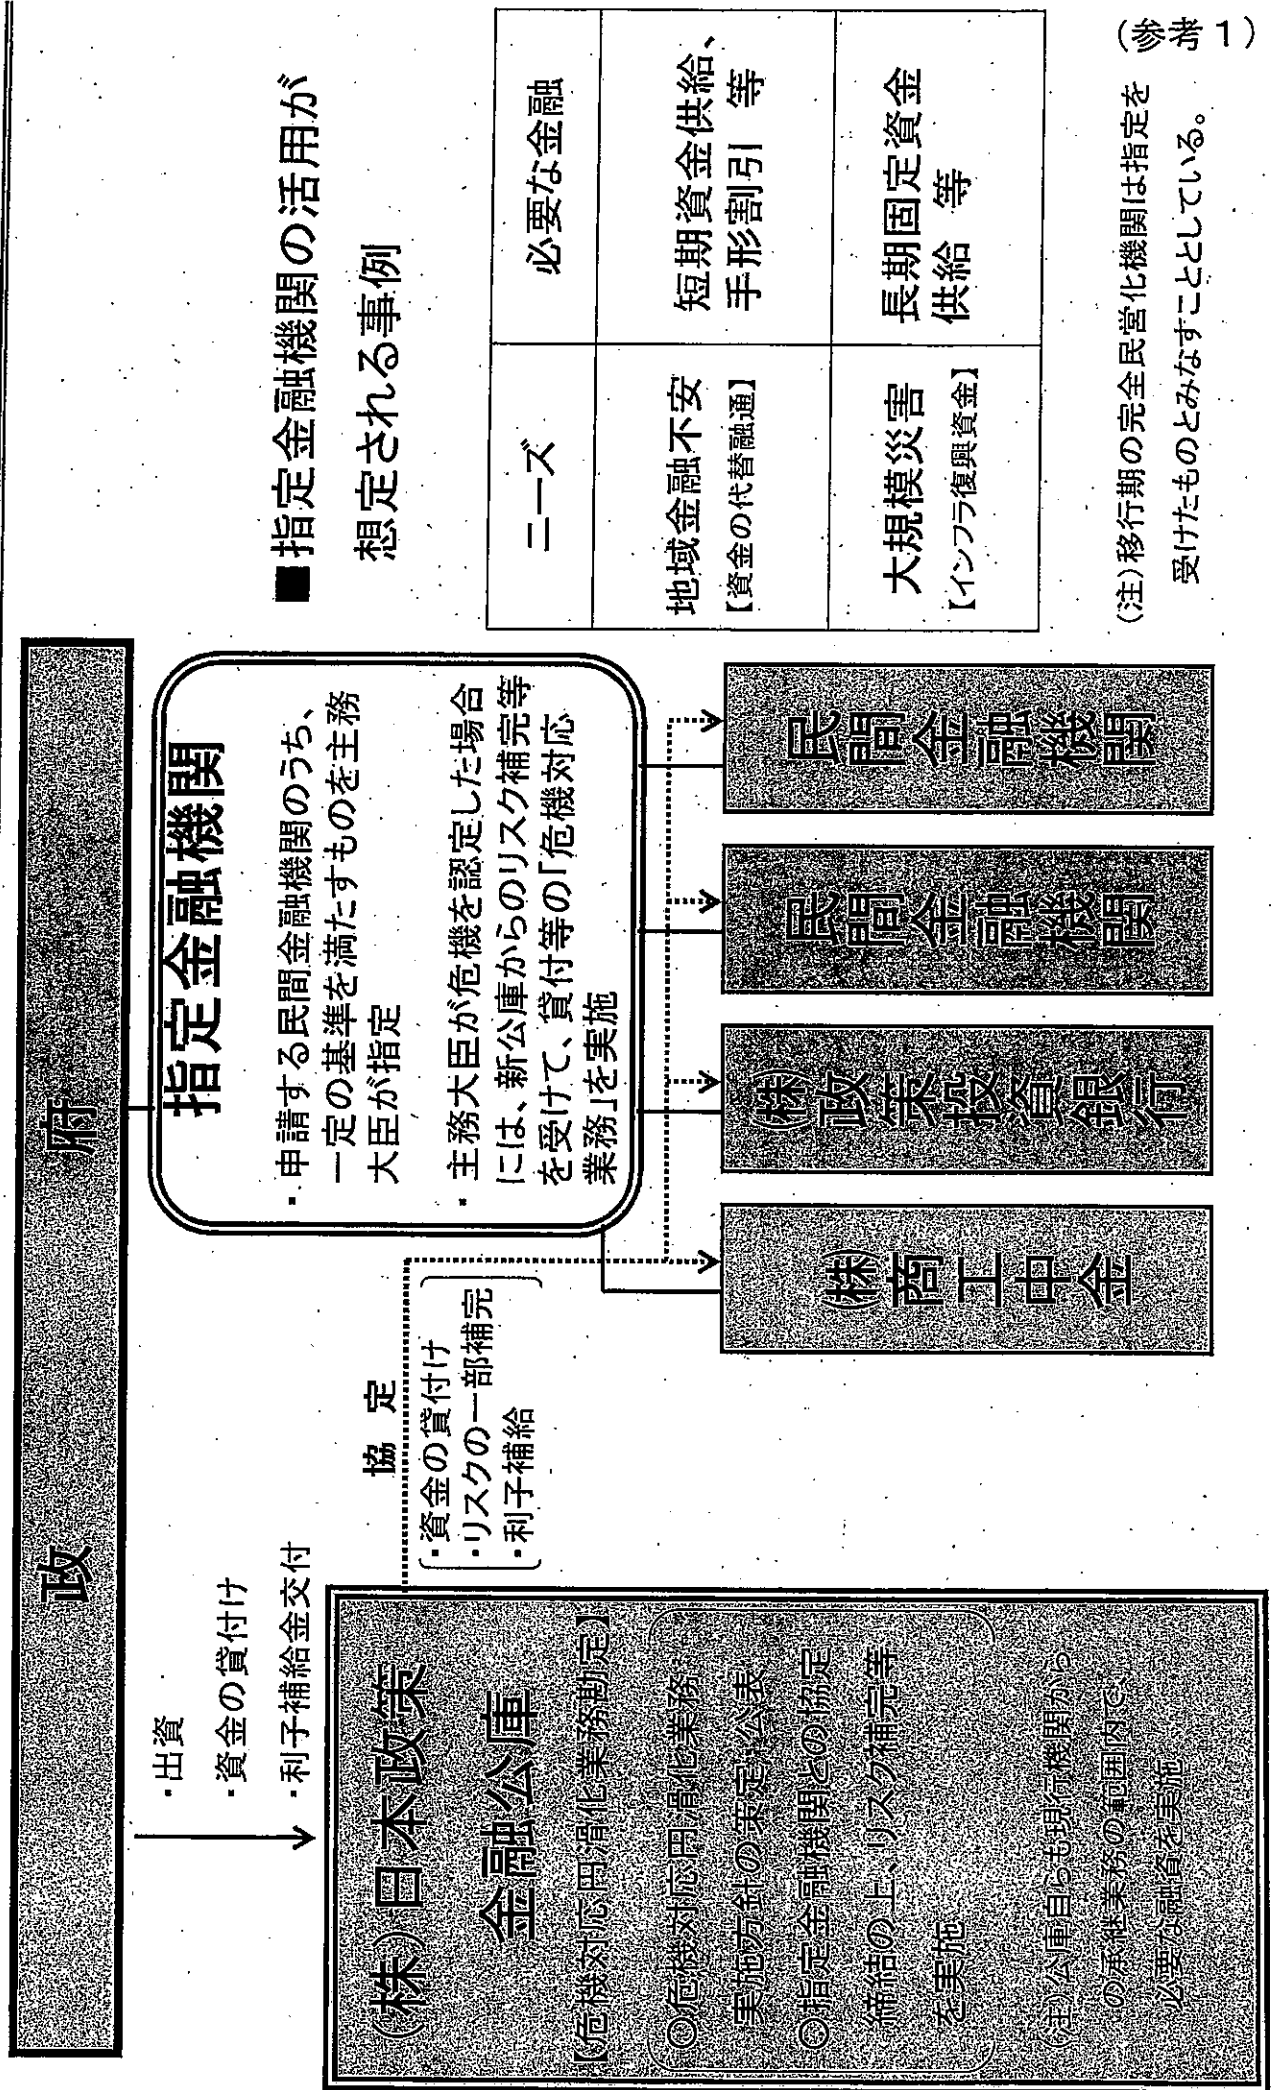 政府
・出資
・資金の貸付け
・利子補給金交付
(株)日本政策
金融公庫
【危機対応円滑化業務勘定】
○危機対応円滑化業務
実施方針の策定・公表
○指定金融機関との協定
締結の上、リスク補完等
を実施
(注)公庫自らも現行機関から
の承継業務の範囲内で、
必要な融資を実施
協定
・資金の貸付け
・リスクの一部補完
・利子補給
指定金融機関
・申請する民間金融機関のうち、
一定の基準を満たすものを主務
大臣が指定
・主務大臣が危機を認定した場合
には、新公庫からのリスク補完等
を受けて、貸付等の「危機対応
業務」を実施
(株)商工中金
(株)政策投資銀行
民間金融機関
民間金融機関
■指定金融機関の活用が
想定される事例
ニーズ
必要な金融
地域金融不安
【資金の代替融通】
短期資金供給、
手形割引 等
大規模災害
【インフラ復興資金】
長期固定資金
供給 等
(注)移行期の完全民営化機関は指定を
受けたものとみなすこととしている。
(参考1)